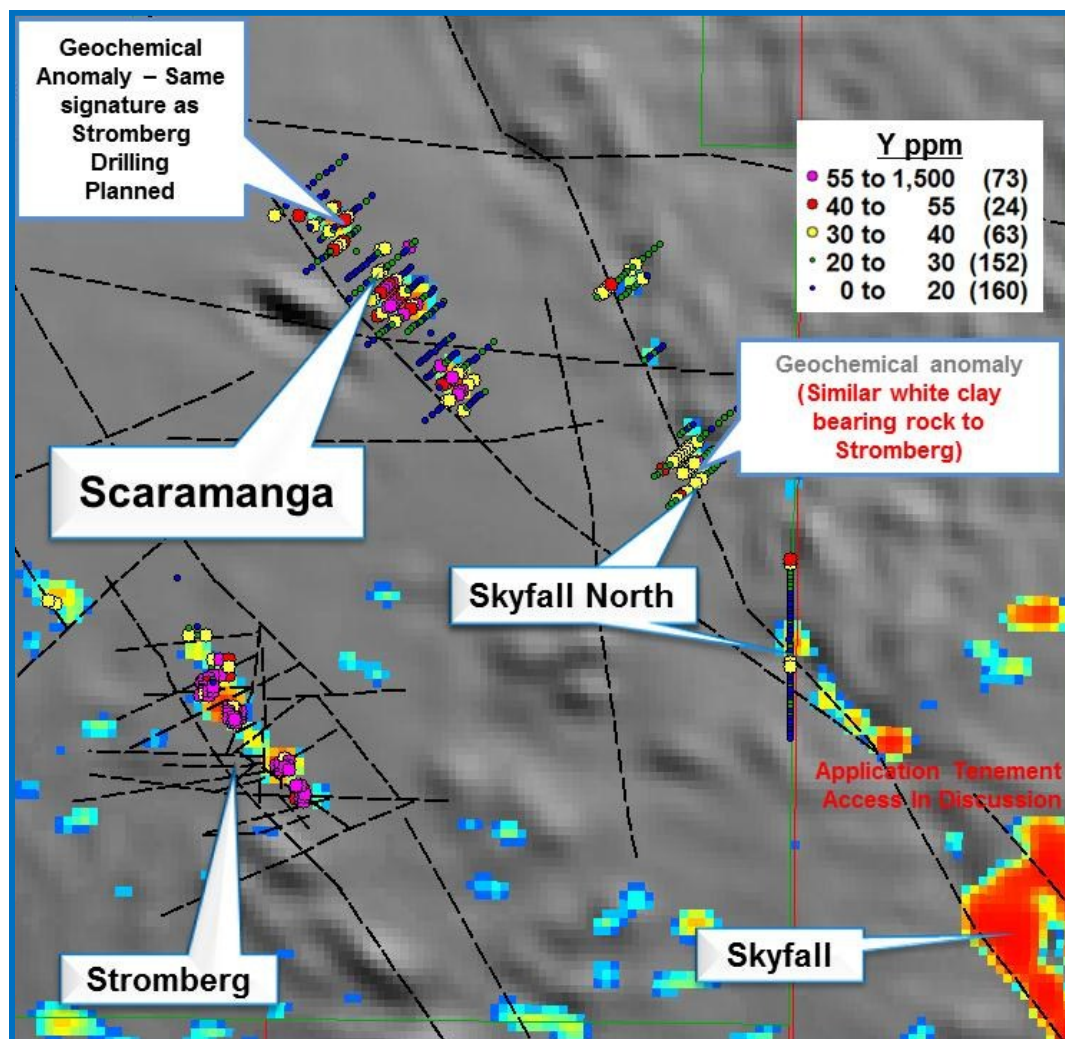 Geochemical
Anomaly – Same
signature as
Stromberg
Drilling
Planned
Y ppm
55 to 1,500 (73)
40 to 55 (24)
30 to 40 (63)
20 to 30 (152)
0 to 20 (160)
Geochemical anomaly
(Similar white clay
bearing rock to
Stromberg)
Scaramanga
Skyfall North
Application Tenement
Access In Discussion
Skyfall
Stromberg